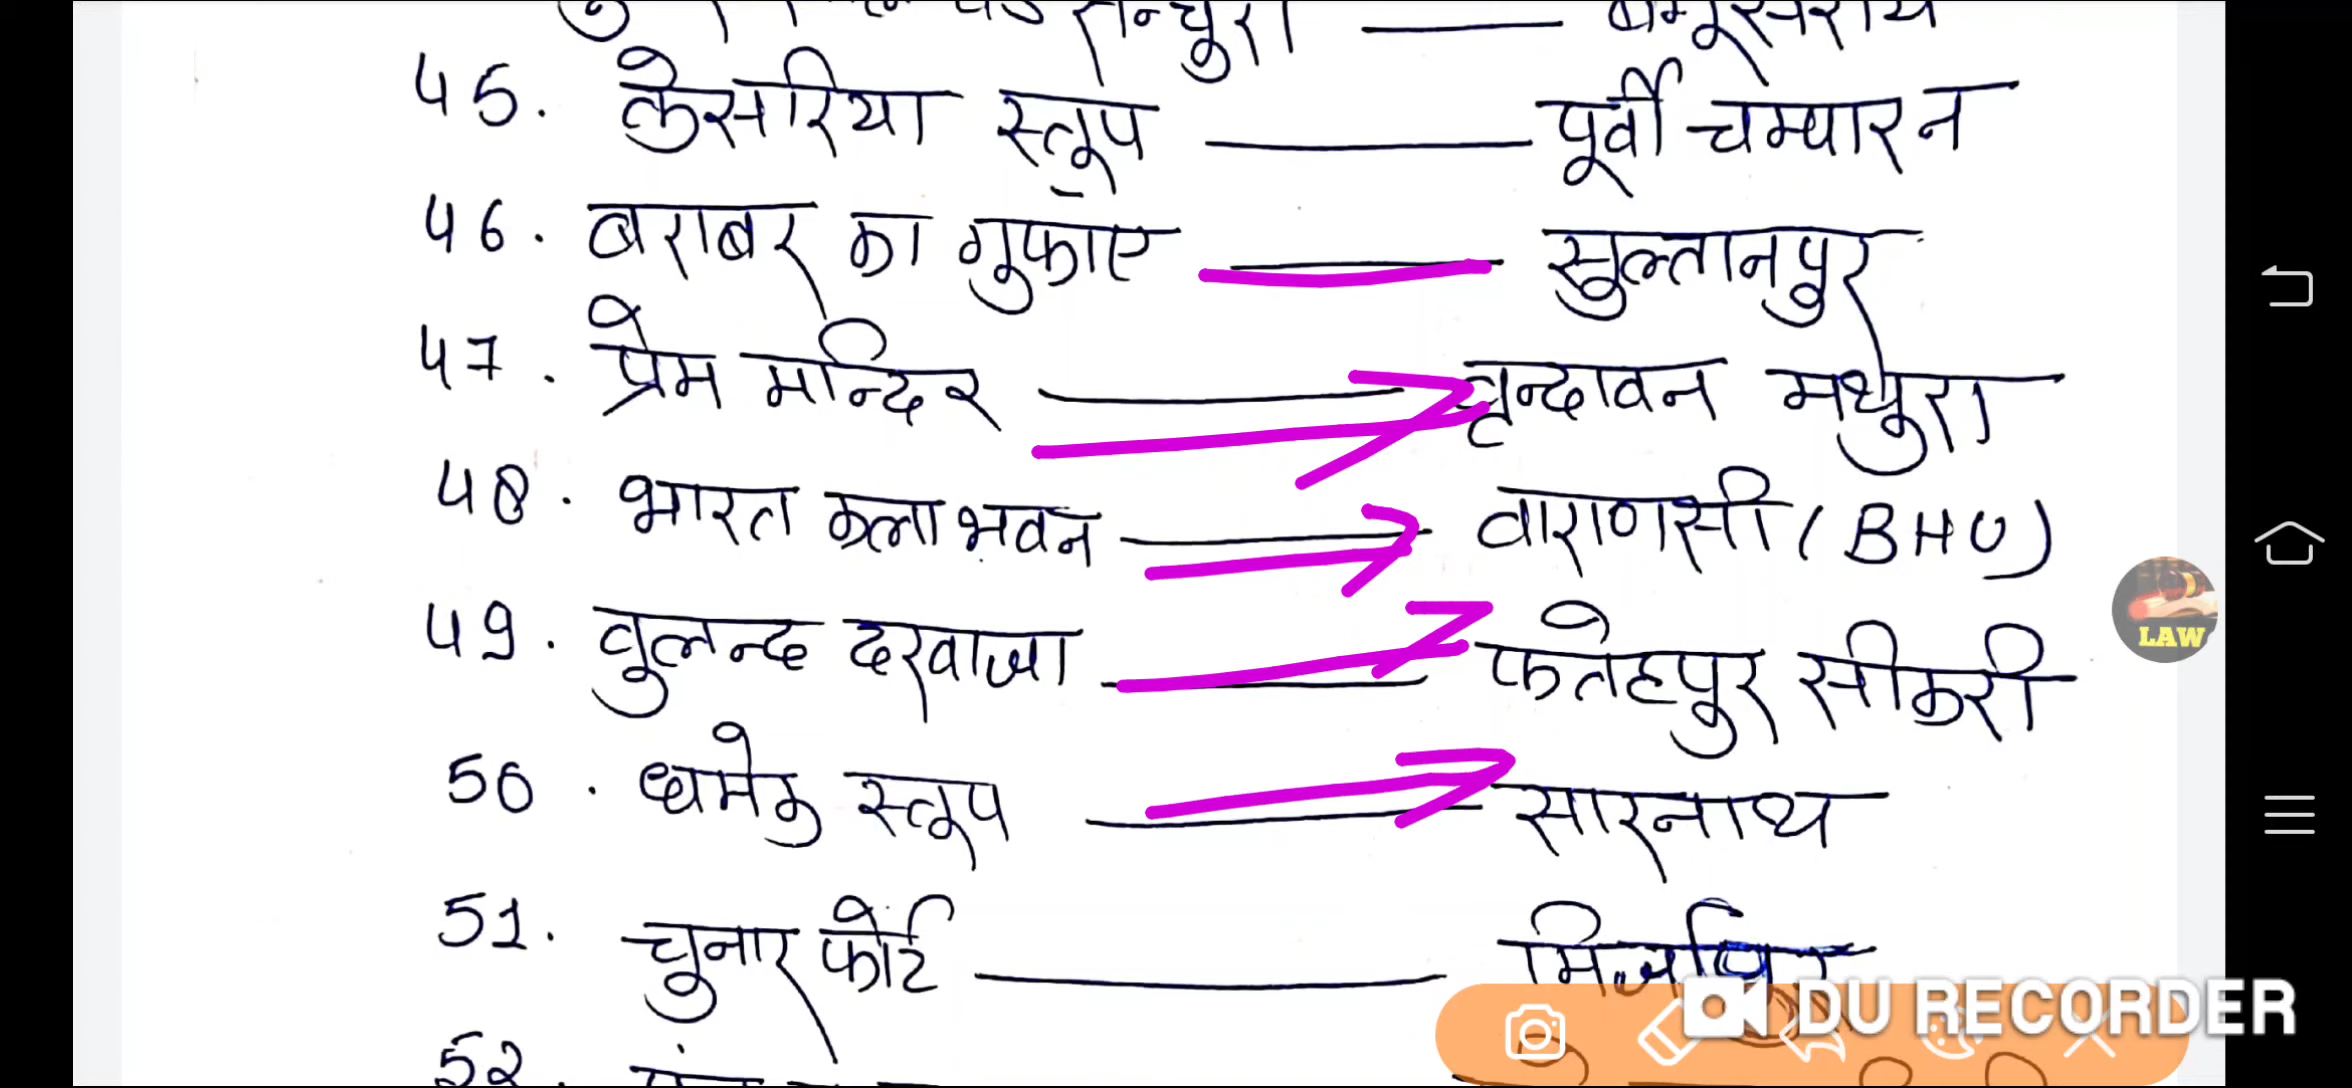 45. केसरिया स्तूप — पूर्वी चम्पारन
46. बराबर का गुफाए — सुल्तानपुर
47. प्रेम मन्दिर — वृन्दावन मथुरा
48. भारत कला भवन — वाराणसी (BHU)
49. वुलन्द दरवाजा — फतेहपुर सीकरी
50. धमेक स्तूप — सारनाथ
51. चुनार फोर्ट — मिर्जापुर
52.
LAW
DU RECORDER